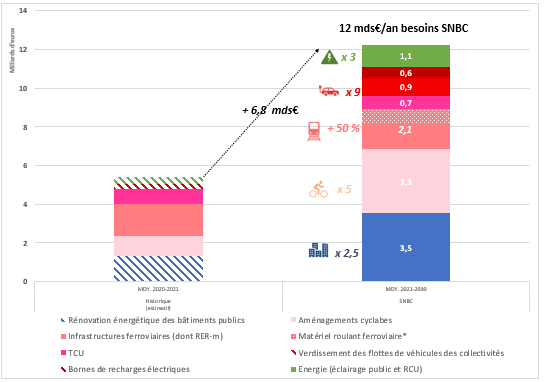 12 mds€/an besoins SNBC
Milliards d'euros
14
12
10
8
6
4
2
0
+ 6,8 mds€
x 3
x 9
+ 50 %
x 5
x 2,5
1,1
0,6
0,9
0,7
2,1
3,3
3,5
MOY. 2020-2021
MOY. 2021-2030
Historique
(estimatif)
SNBC
Rénovation énergétique des bâtiments publics
Aménagements cyclabes
Infrastructures ferroviaires (dont RER-m)
Matériel roulant ferroviaire*
TCU
Verdissement des flottes de véhicules des collectivités
Bornes de recharges électriques
Energie (éclairage public et RCU)